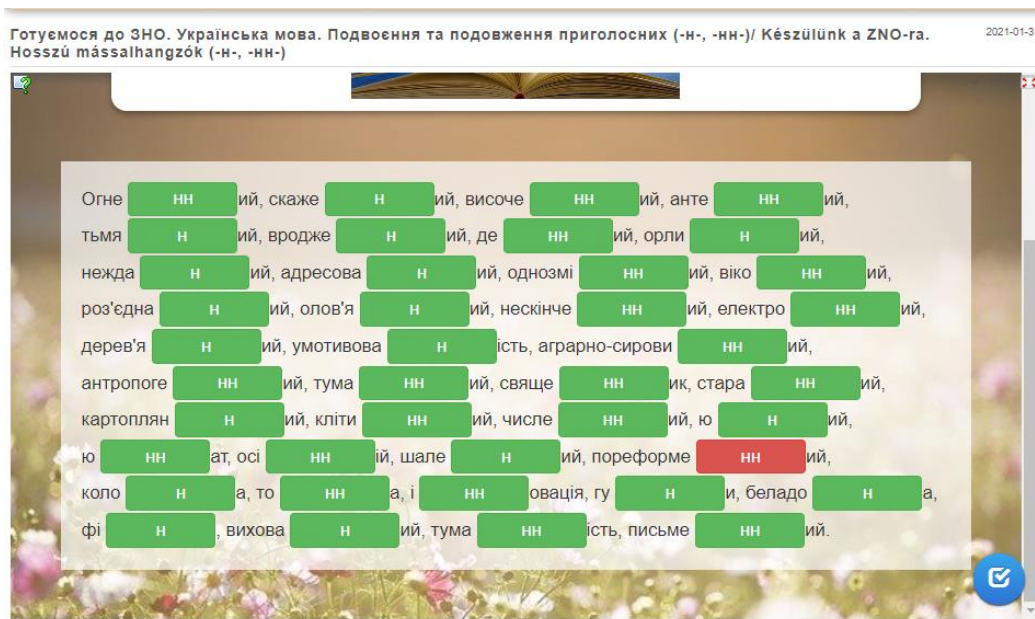 Готуємося до ЗНО. Українська мова. Подвоєння та подовження приголосних (-н-, -нн-)/ Készülünk a ZNO-ra. 2021-01-3
Hosszú mássalhangzók (-н-, -нн-)
Огне нн ий, скаже н ий, височе нн ий, анте нн ий,
тьмя н ий, вродже н ий, де нн ий, орли н ий,
нежда н ий, адресова н ий, однозмі нн ий, віко нн ий,
роз'єдна н ий, олов'я н ий, нескінче нн ий, електро нн ий,
дерев'я н ий, умотивова н ість, аграрно-сирови нн ий,
антропоге нн ий, тума нн ий, свяще нн ик, стара нн ий,
картоплян н ий, кліти нн ий, числе нн ий, ю н ий,
ю нн ат, осі нн ій, шале н ий, пореформе нн ий,
коло н а, то нн а, і нн овація, гу н и, беладо н а,
фі н , вихова н ий, тума нн ість, письме нн ий.